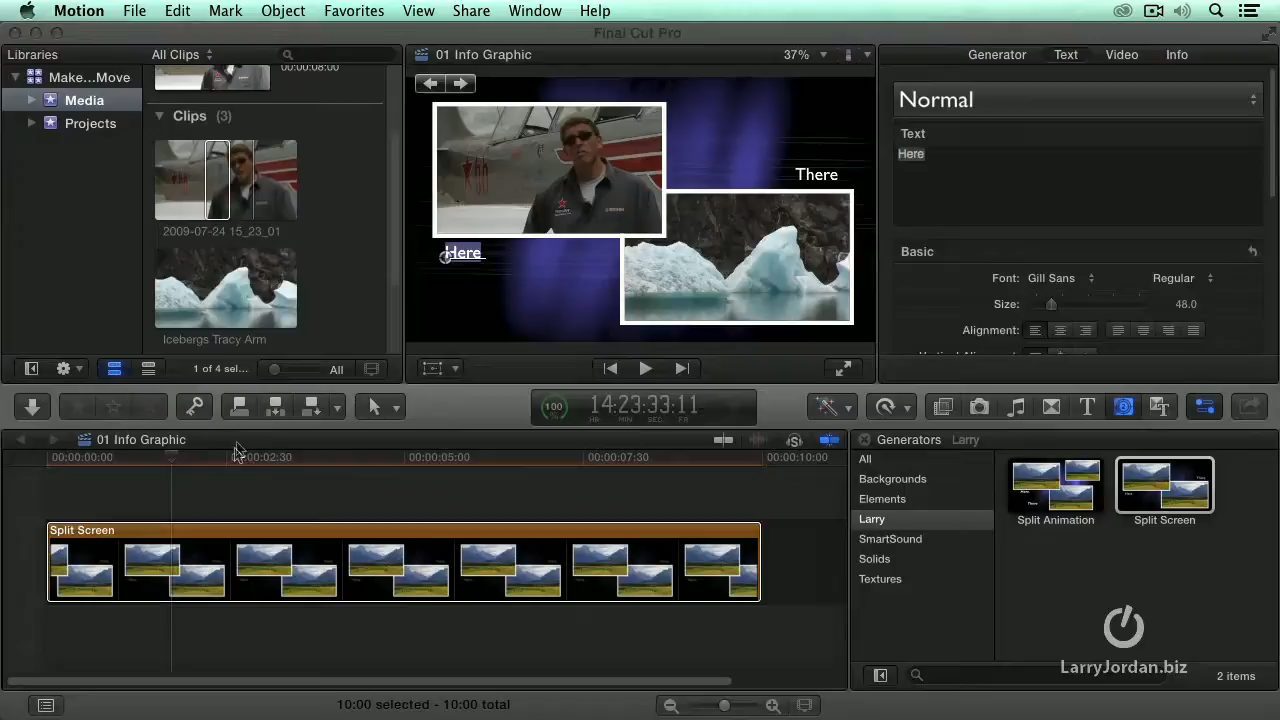 Motion File Edit Mark Object Favorites View Share Window Help
Final Cut Pro
Libraries
All Clips
01 Info Graphic
37%
Generator Text Video Info
Make...Move
00:00:08:00
Media
Projects
Clips (3)
2009-07-24 15_23_01
Icebergs Tracy Arm
There
Here
Normal
Text
Here
Basic
Font: Gill Sans Regular
Size: 48.0
Alignment:
1 of 4 sel...
All
100
%
14:23:33:11
HR MIN SEC FR
01 Info Graphic
00:00:00:00
02:30
00:00:05:00
00:00:07:30
00:00:10:00
Split Screen
Generators Larry
All
Backgrounds
Elements
Larry
SmartSound
Solids
Textures
Split Animation
Split Screen
LarryJordan.biz
2 items
10:00 selected - 10:00 total